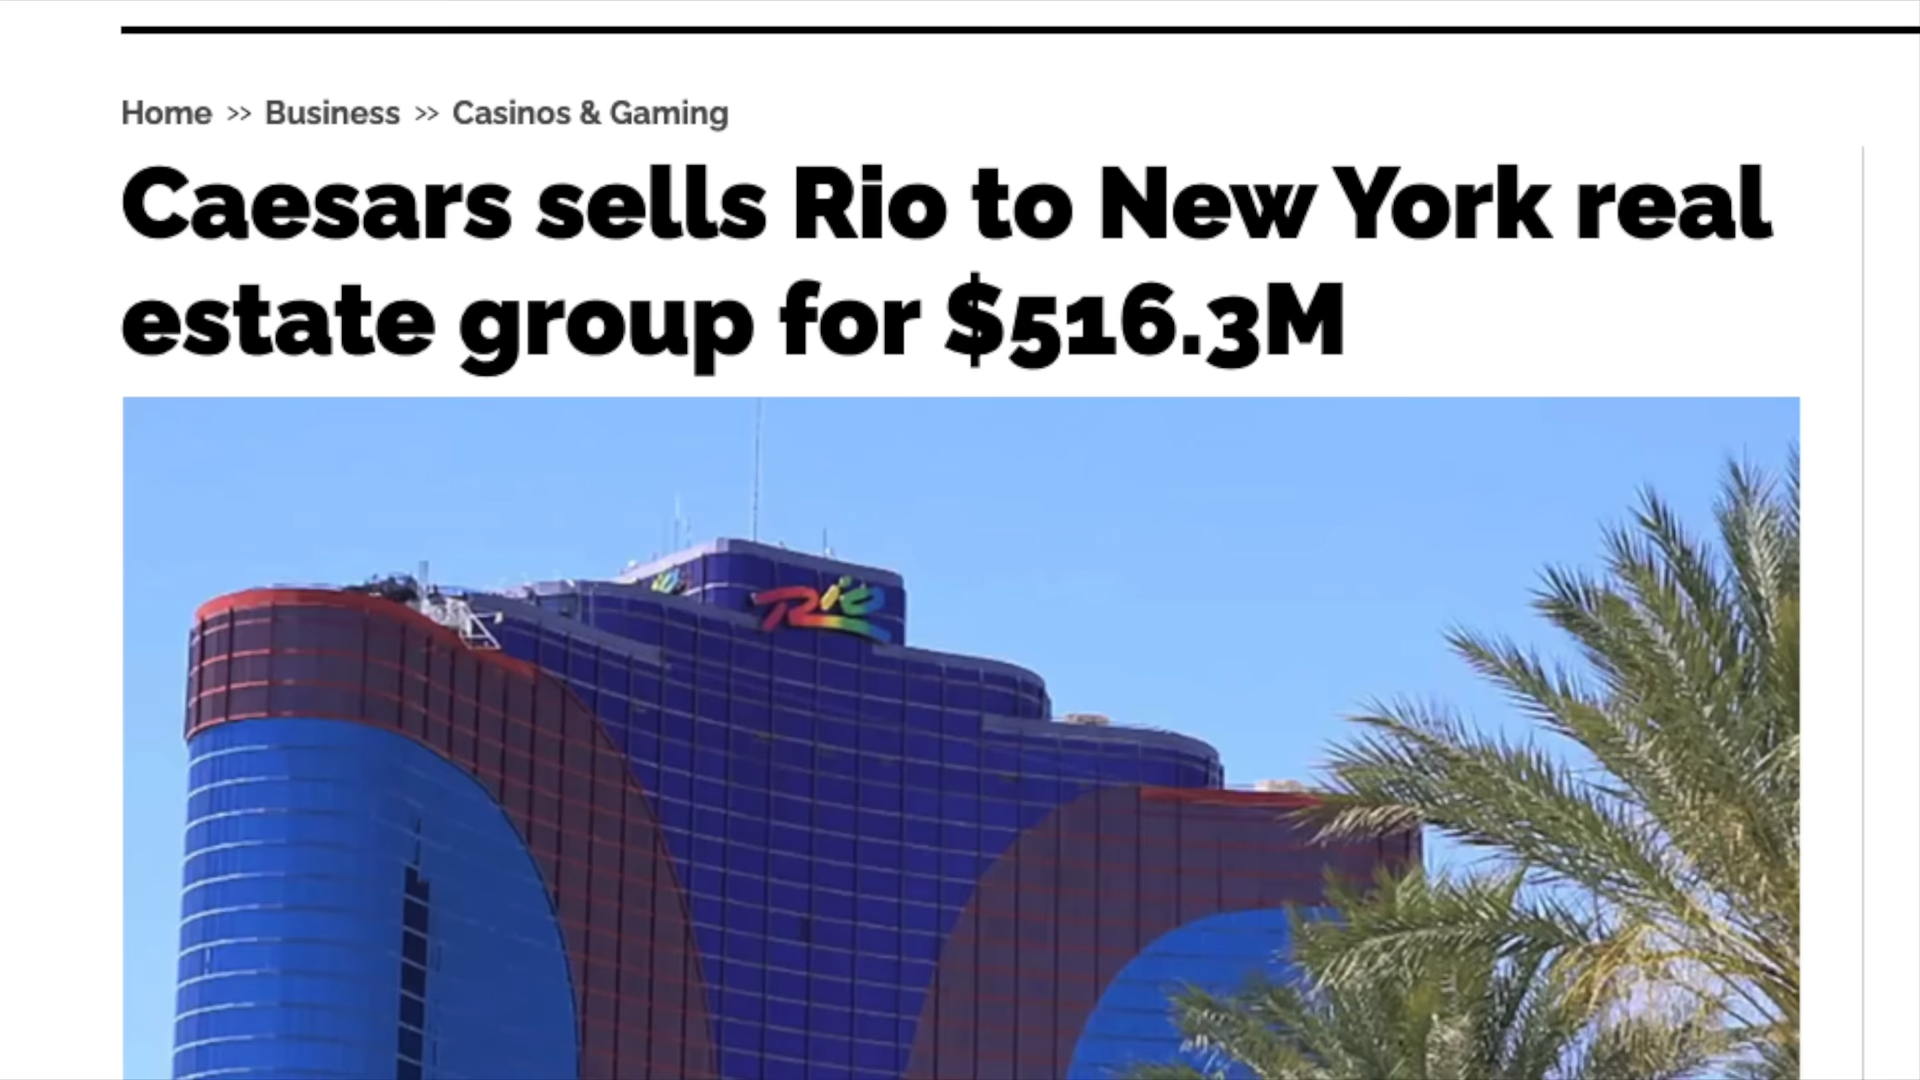 Home >> Business >> Casinos & Gaming
Caesars sells Rio to New York real
estate group for $516.3M
Rio